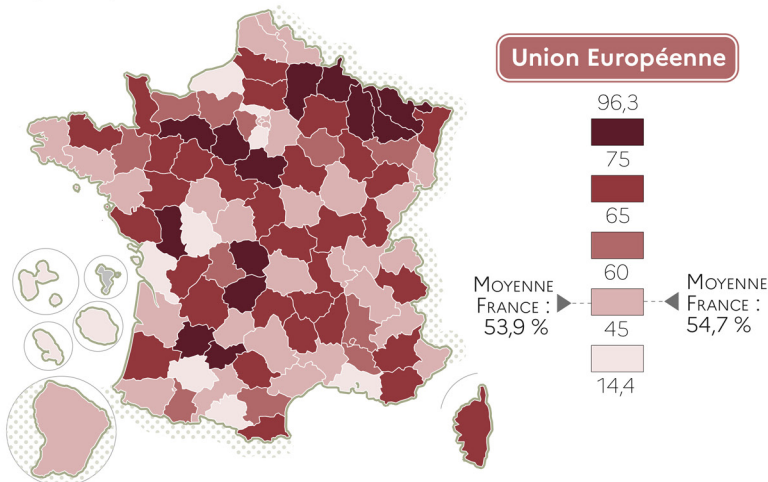 Union Européenne
96,3
75
65
60
MOYENNE
FRANCE :
53,9 %
MOYENNE
FRANCE :
54,7 %
45
14,4